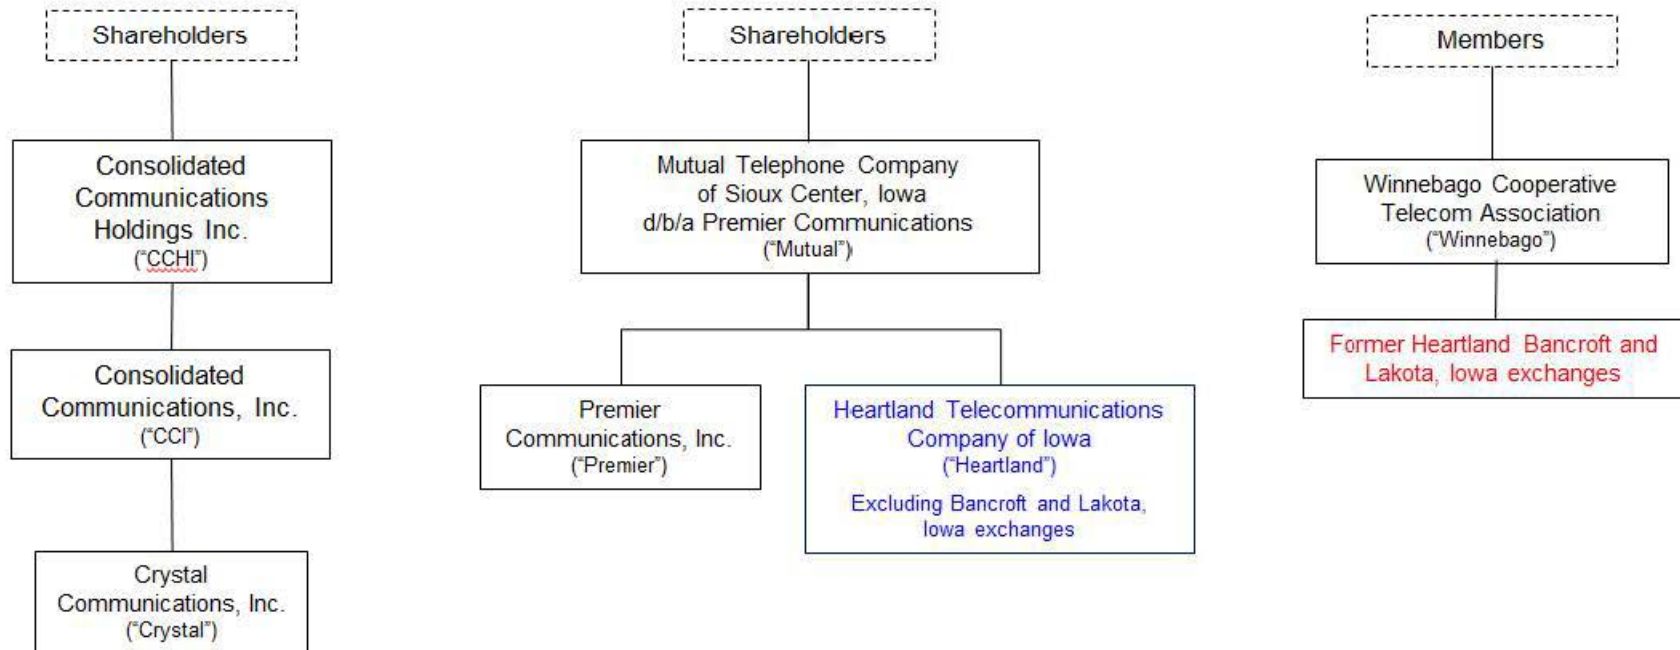 Shareholders
Consolidated
Communications
Holdings Inc.
("CCHI")
Consolidated
Communications, Inc.
("CCI")
Crystal
Communications, Inc.
("Crystal")
Shareholders
Mutual Telephone Company
of Sioux Center, Iowa
d/b/a Premier Communications
("Mutual")
Premier
Communications, Inc.
("Premier")
Heartland Telecommunications
Company of Iowa
("Heartland")
Excluding Bancroft and Lakota,
Iowa exchanges
Members
Winnebago Cooperative
Telecom Association
("Winnebago")
Former Heartland Bancroft and
Lakota, Iowa exchanges